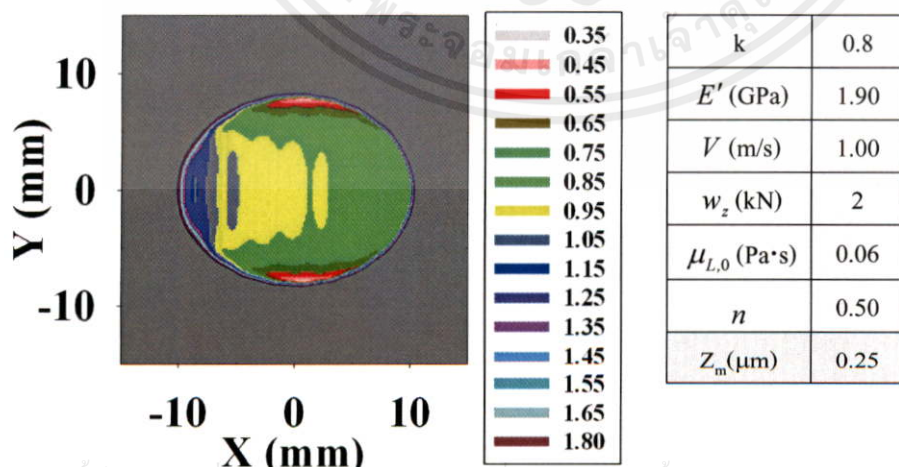 10
0
-10
Y (mm)
-10 0 10
X (mm)
0.35
0.45
0.55
0.65
0.75
0.85
0.95
1.05
1.15
1.25
1.35
1.45
1.55
1.65
1.80
k 0.8
E′ (GPa) 1.90
V (m/s) 1.00
w_z (kN) 2
μ_L,0 (Pa·s) 0.06
n 0.50
Z_m(μm) 0.25